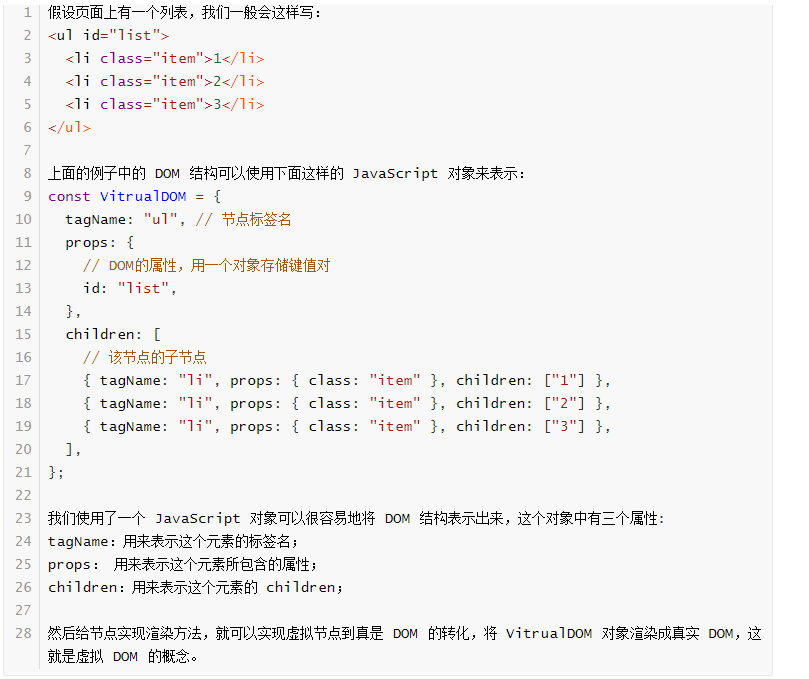 1 假设页面上有一个列表，我们一般会这样写：
2 <ul id="list">
3   <li class="item">1</li>
4   <li class="item">2</li>
5   <li class="item">3</li>
6 </ul>
7
8 上面的例子中的 DOM 结构可以使用下面这样的 JavaScript 对象来表示：
9 const VitrualDOM = {
10   tagName: "ul", // 节点标签名
11   props: {
12     // DOM的属性，用一个对象存储键值对
13     id: "list",
14   },
15   children: [
16     // 该节点的子节点
17     { tagName: "li", props: { class: "item" }, children: ["1"] },
18     { tagName: "li", props: { class: "item" }, children: ["2"] },
19     { tagName: "li", props: { class: "item" }, children: ["3"] },
20   ],
21 };
22
23 我们使用了一个 JavaScript 对象可以很容易地将 DOM 结构表示出来，这个对象中有三个属性：
24 tagName：用来表示这个元素的标签名；
25 props： 用来表示这个元素所包含的属性；
26 children：用来表示这个元素的 children；
27
28 然后给节点实现渲染方法，就可以实现虚拟节点到真是 DOM 的转化，将 VitrualDOM 对象渲染成真实 DOM，这
就是虚拟 DOM 的概念。